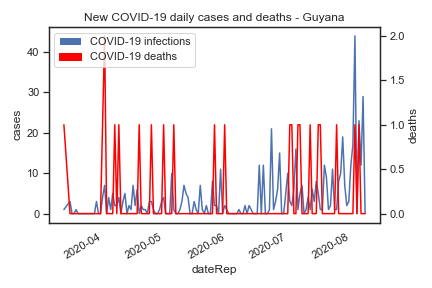 New COVID-19 daily cases and deaths - Guyana
COVID-19 infections
COVID-19 deaths
cases
40
30
20
10
0
deaths
2.0
1.5
1.0
0.5
0.0
2020-04
2020-05
2020-06
2020-07
2020-08
dateRep